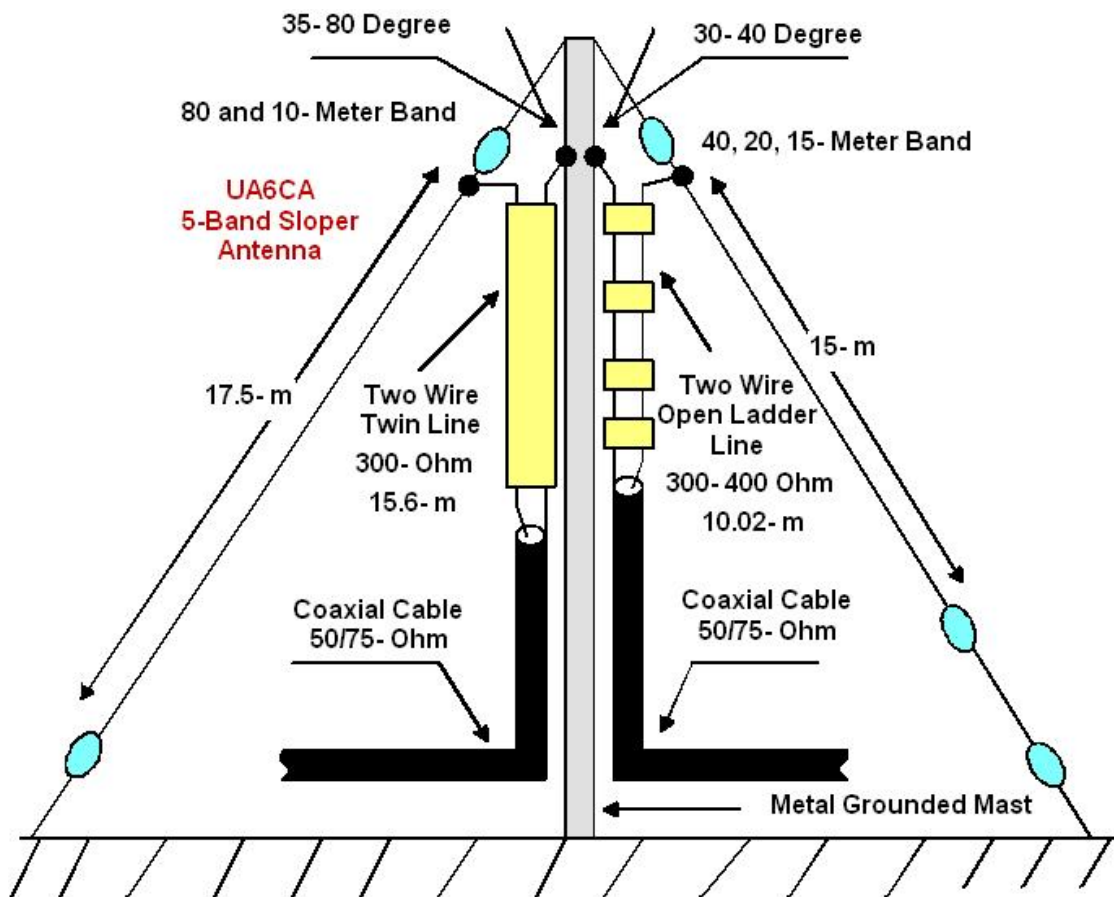 35- 80 Degree
30- 40 Degree
80 and 10- Meter Band
40, 20, 15- Meter Band
UA6CA
5-Band Sloper
Antenna
17.5- m
15- m
Two Wire
Twin Line
300- Ohm
15.6- m
Two Wire
Open Ladder
Line
300- 400 Ohm
10.02- m
Coaxial Cable
50/75- Ohm
Coaxial Cable
50/75- Ohm
Metal Grounded Mast